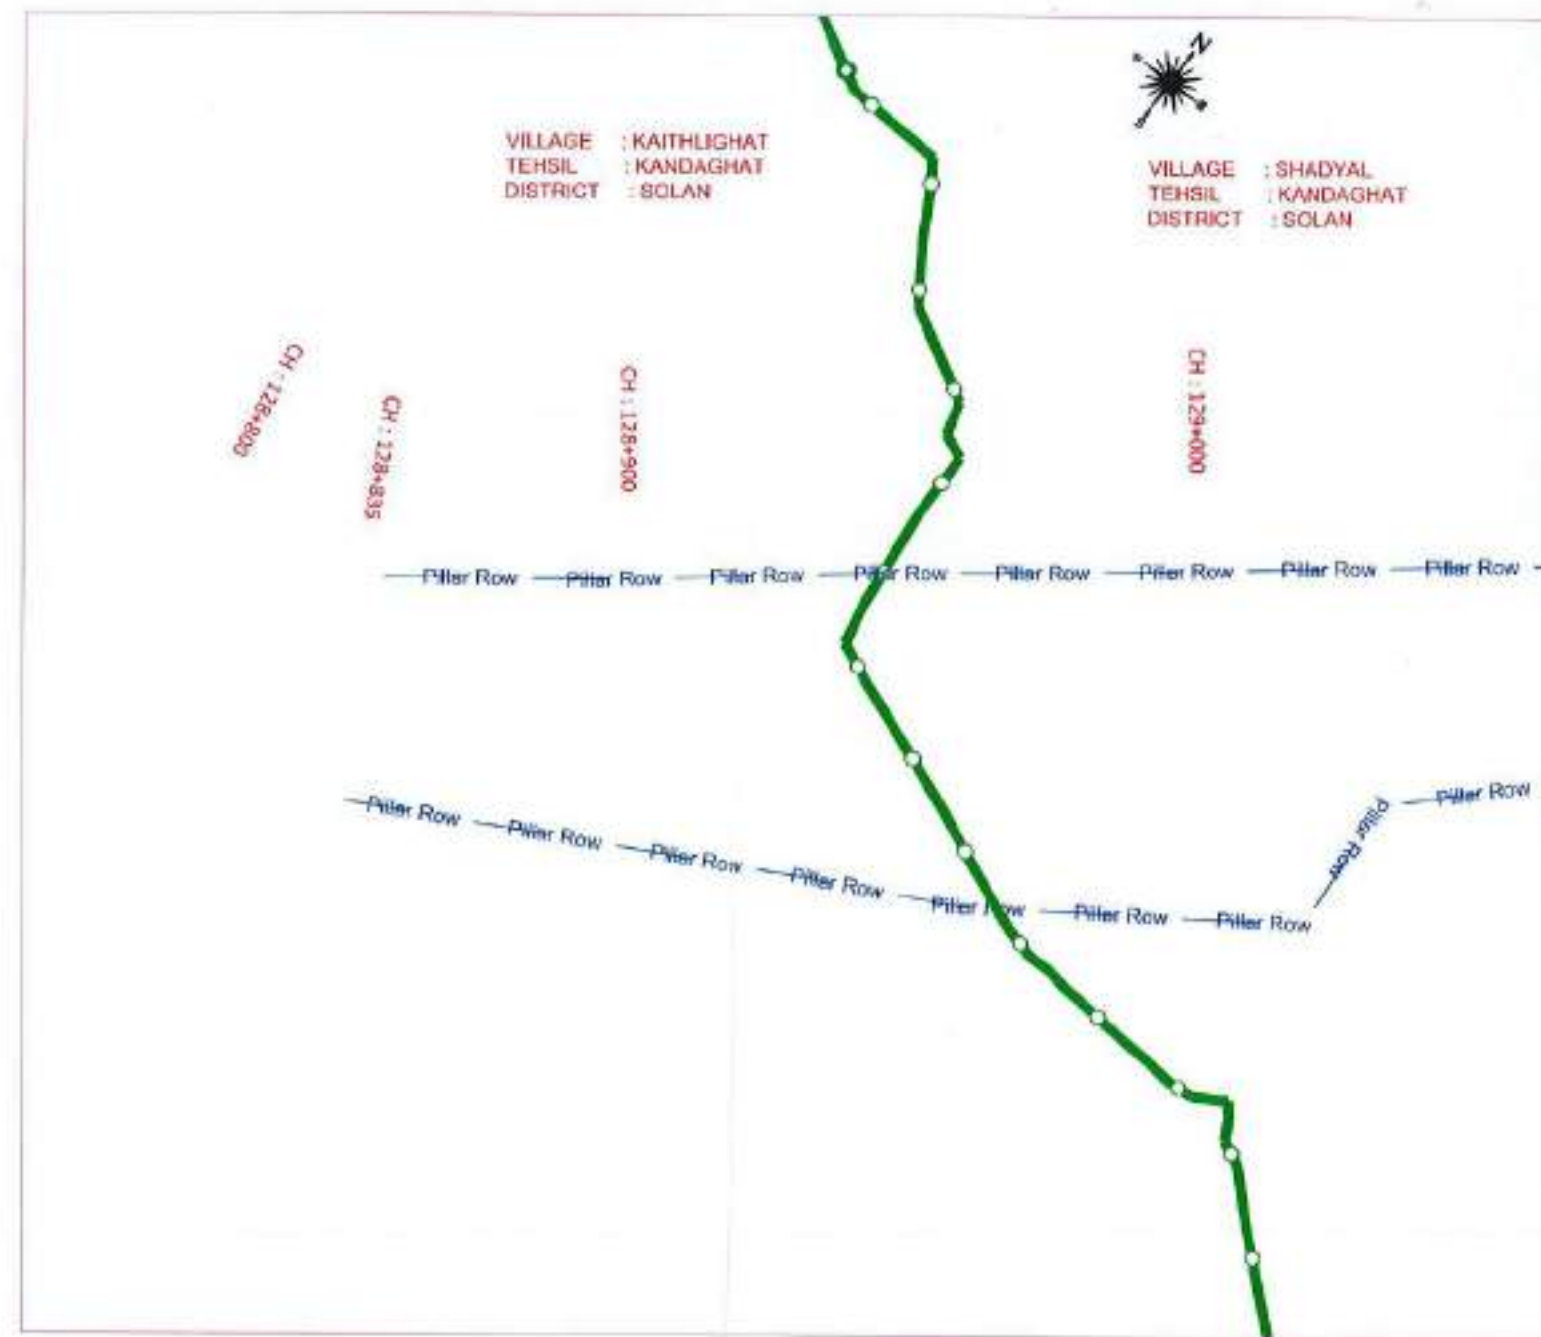 N
S
VILLAGE : KAITHLIGHAT
TEHSIL : KANDAGHAT
DISTRICT : SOLAN
VILLAGE : SHADYAL
TEHSIL : KANDAGHAT
DISTRICT : SOLAN
CH : 128+800
CH : 128+835
CH : 128+900
CH : 129+000
Pillar Row Pillar Row Pillar Row Pillar Row Pillar Row Pillar Row Pillar Row Pillar Row
Pillar Row Pillar Row Pillar Row Pillar Row Pillar Row Pillar Row Pillar Row Pillar Row Pillar Row